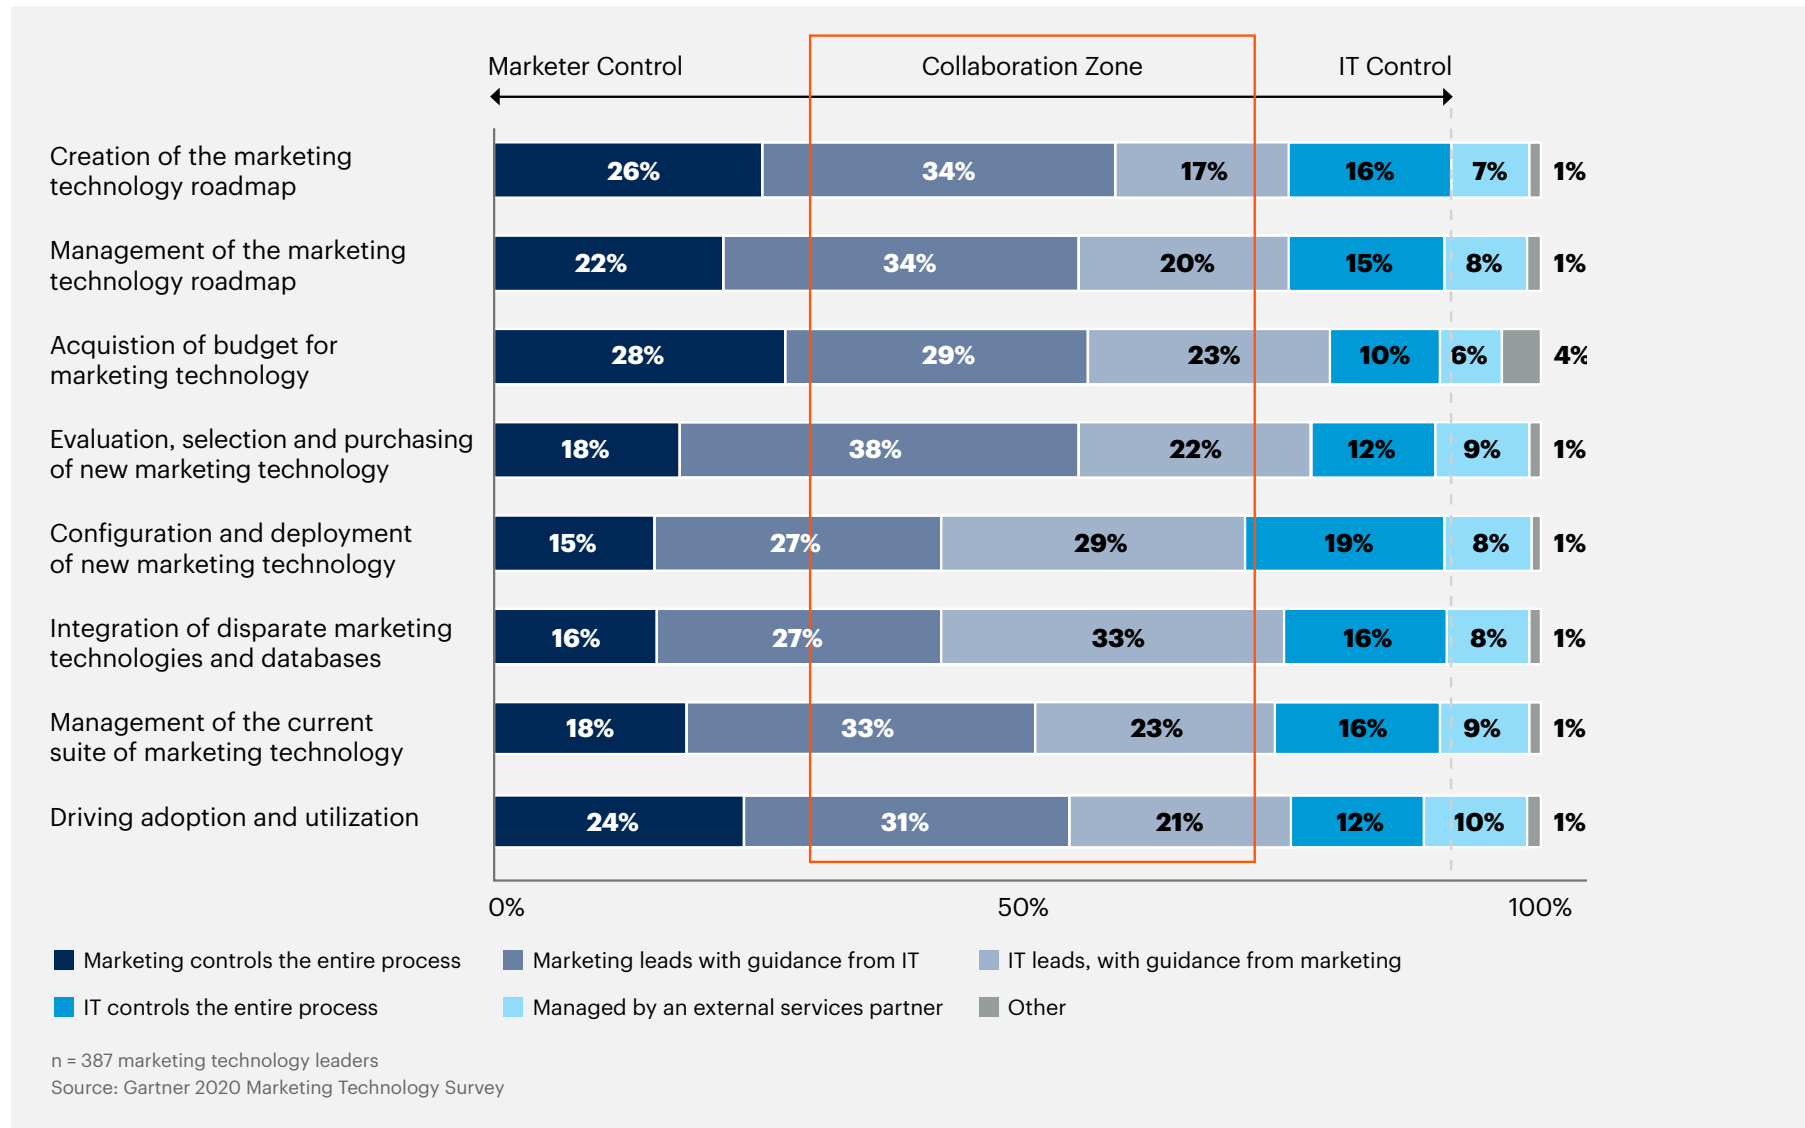 Marketer Control Collaboration Zone IT Control
Creation of the marketing
technology roadmap
26% 34% 17% 16% 7% 1%
Management of the marketing
technology roadmap
22% 34% 20% 15% 8% 1%
Acquistion of budget for
marketing technology
28% 29% 23% 10% 6% 4%
Evaluation, selection and purchasing
of new marketing technology
18% 38% 22% 12% 9% 1%
Configuration and deployment
of new marketing technology
15% 27% 29% 19% 8% 1%
Integration of disparate marketing
technologies and databases
16% 27% 33% 16% 8% 1%
Management of the current
suite of marketing technology
18% 33% 23% 16% 9% 1%
Driving adoption and utilization
24% 31% 21% 12% 10% 1%
0% 50% 100%
Marketing controls the entire process Marketing leads with guidance from IT IT leads, with guidance from marketing
IT controls the entire process Managed by an external services partner Other
n = 387 marketing technology leaders
Source: Gartner 2020 Marketing Technology Survey